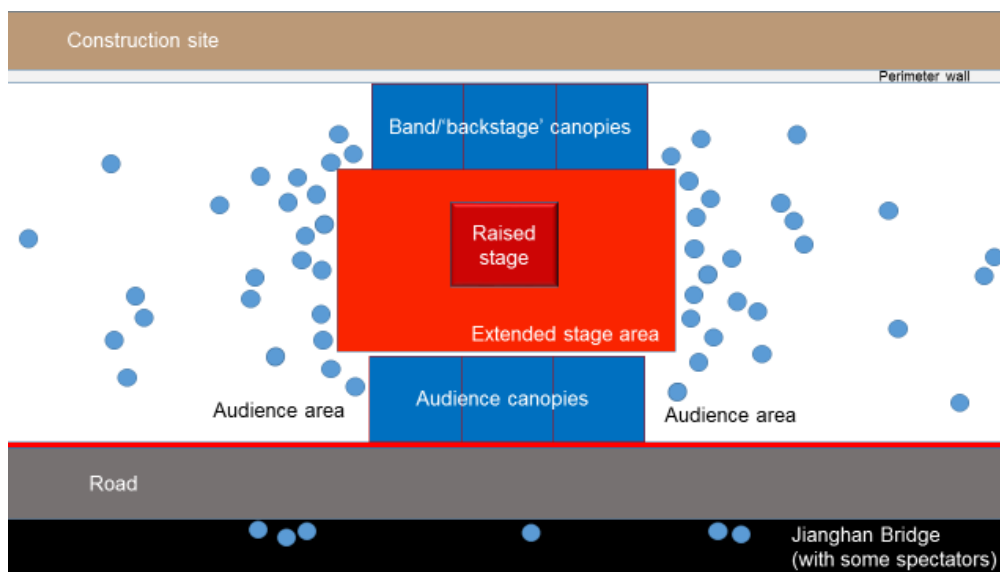 Construction site
Perimeter wall
Band/'backstage' canopies
Raised
stage
Extended stage area
Audience canopies
Audience area
Audience area
Road
Jianghan Bridge
(with some spectators)